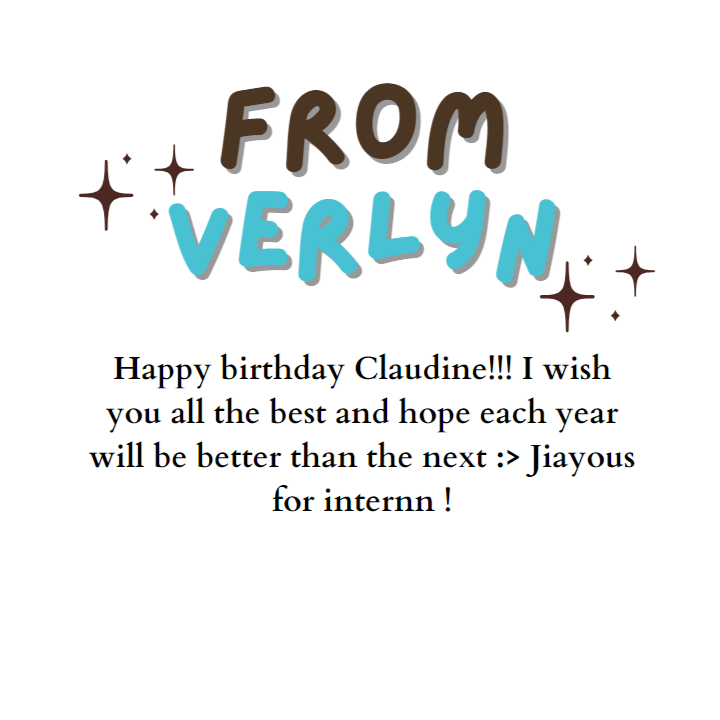 FROM
VERLYN
Happy birthday Claudine!!! I wish
you all the best and hope each year
will be better than the next :> Jiayous
for internn !